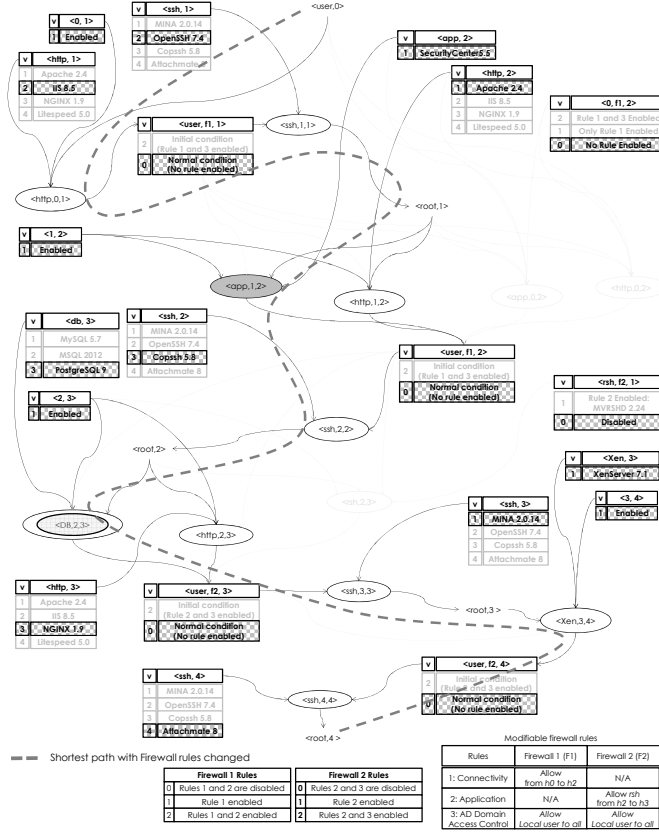 <user,0>
v <0, 1>
1 Enabled
v <ssh, 1>
1 MINA 2.0.14
2 OpenSSH 7.4
3 Copssh 5.8
4 Attachmate 8
v <http, 1>
1 Apache 2.4
2 IIS 8.5
3 NGINX 1.9
4 Litespeed 5.0
v <app, 2>
1 SecurityCenter5.5
v <http, 2>
1 Apache 2.4
2 IIS 8.5
3 NGINX 1.9
4 Litespeed 5.0
v <0, f1, 2>
2 Rule 1 and 3 Enabled
1 Only Rule 1 Enabled
0 No Rule Enabled
v <user, f1, 1>
2 Initial condition
(Rule 1 and 3 enabled)
0 Normal condition
(No rule enabled)
<ssh,1,1>
<http,0,1>
<root,1>
v <1, 2>
1 Enabled
<app,1,2>
<http,1,2>
<app,0,2>
<http,0,2>
v <db, 3>
1 MySQL 5.7
2 MSQL 2012
3 PostgreSQL 9
v <ssh, 2>
1 MINA 2.0.14
2 OpenSSH 7.4
3 Copssh 5.8
4 Attachmate 8
v <user, f1, 2>
2 Initial condition
(Rule 1 and 3 enabled)
0 Normal condition
(No rule enabled)
v <rsh, f2, 1>
1 Rule 2 Enabled:
MVRSHD 2.24
0 Disabled
v <2, 3>
1 Enabled
<ssh,2,2>
<root,2>
v <Xen, 3>
1 XenServer 7.1
v <3, 4>
1 Enabled
<rsh,2,3>
v <ssh, 3>
1 MINA 2.0.14
2 OpenSSH 7.4
3 Copssh 5.8
4 Attachmate 8
<DB,2,3>
<http,2,3>
v <http, 3>
1 Apache 2.4
2 IIS 8.5
3 NGINX 1.9
4 Litespeed 5.0
v <user, f2, 3>
2 Initial condition
(Rule 2 and 3 enabled)
0 Normal condition
(No rule enabled)
<ssh,3,3>
<root,3 >
<Xen,3,4>
v <ssh, 4>
1 MINA 2.0.14
2 OpenSSH 7.4
3 Copssh 5.8
4 Attachmate 8
<ssh,4,4>
<root,4 >
v <user, f2, 4>
2 Initial condition
(Rule 2 and 3 enabled)
0 Normal condition
(No rule enabled)
Shortest path with Firewall rules changed
Firewall 1 Rules
0 Rules 1 and 2 are disabled
1 Rule 1 enabled
2 Rules 1 and 2 enabled
Firewall 2 Rules
0 Rules 2 and 3 are disabled
1 Rule 2 enabled
2 Rules 2 and 3 enabled
Modifiable firewall rules
Rules Firewall 1 (F1) Firewall 2 (F2)
1: Connectivity Allow from h0 to h2 N/A
2: Application N/A Allow rsh from h2 to h3
3: AD Domain Access Control Allow Local user to all Allow Local user to all